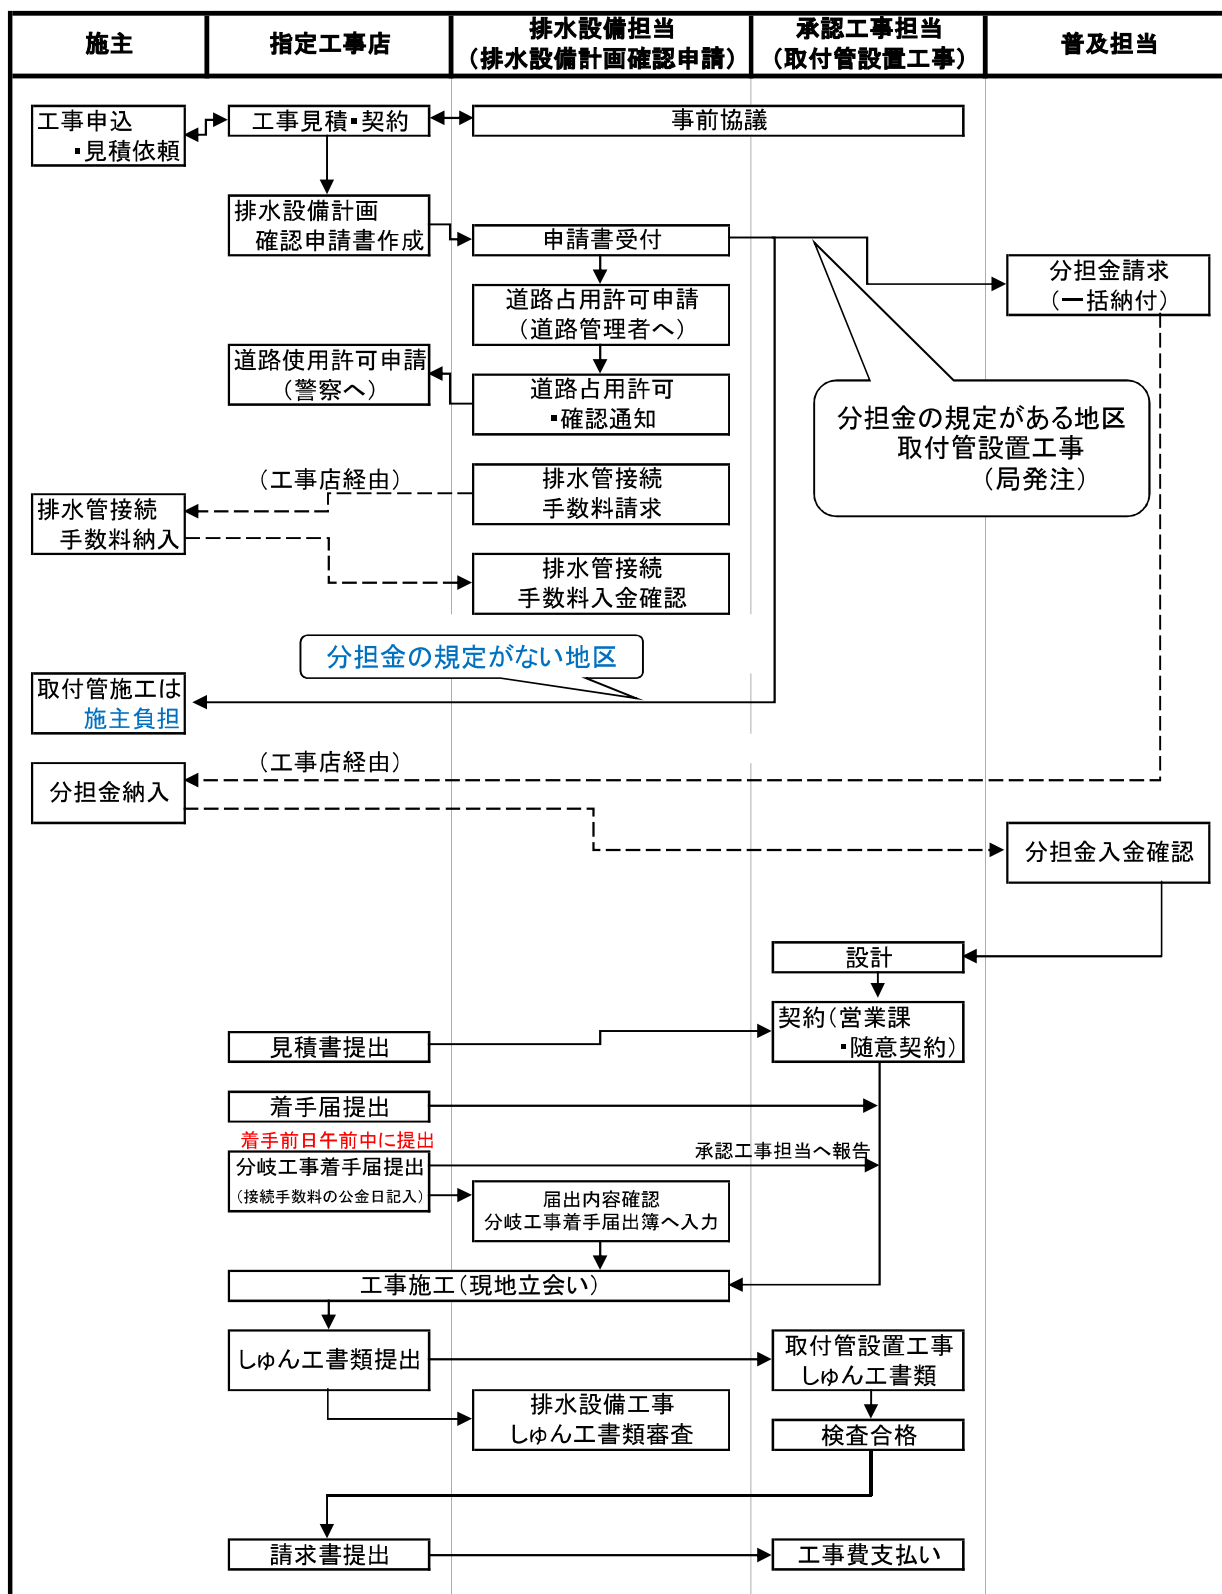 施主
指定工事店
排水設備担当
（排水設備計画確認申請）
承認工事担当
（取付管設置工事）
普及担当
工事申込
・見積依頼
工事見積・契約
事前協議
排水設備計画
確認申請書作成
申請書受付
分担金請求
（一括納付）
道路占用許可申請
（道路管理者へ）
道路使用許可申請
（警察へ）
道路占用許可
・確認通知
分担金の規定がある地区
取付管設置工事
（局発注）
（工事店経由）
排水管接続
手数料請求
排水管接続
手数料納入
排水管接続
手数料入金確認
分担金の規定がない地区
取付管施工は
施主負担
（工事店経由）
分担金納入
分担金入金確認
設計
契約（営業課
・随意契約）
見積書提出
着手届提出
着手前日午前中に提出
承認工事担当へ報告
分岐工事着手届提出
（接続手数料の公金日記入）
届出内容確認
分岐工事着手届出簿へ入力
工事施工（現地立会い）
しゅん工書類提出
取付管設置工事
しゅん工書類
排水設備工事
しゅん工書類審査
検査合格
請求書提出
工事費支払い